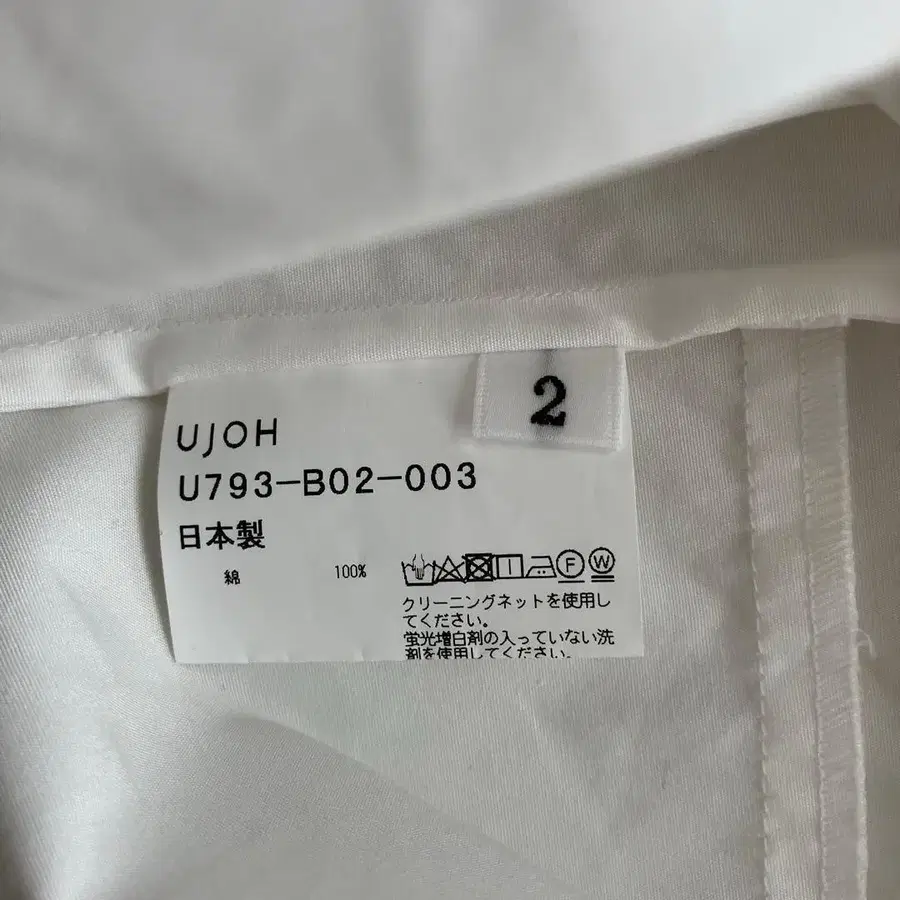 2
UJOH
U793-B02-003
日本製
綿 100%
F W
クリーニングネットを使用し
てください。
蛍光増白剤の入っていない洗
剤を使用してください。